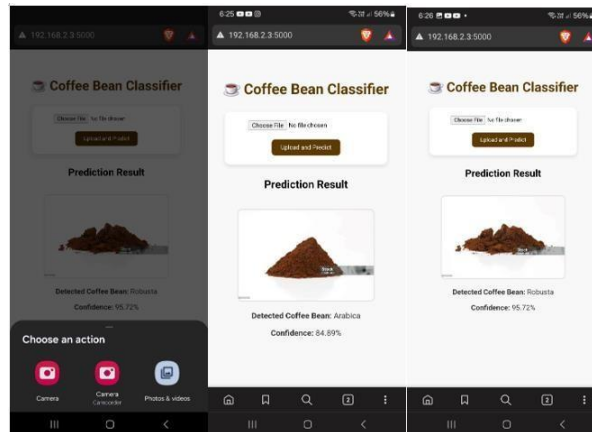 192.168.2.3:5000
Coffee Bean Classifier
Choose File No file chosen
Upload and Predict
Prediction Result
Detected Coffee Bean: Robusta
Confidence: 95.72%
Choose an action
Camera
Camera
Camcorder
Photos & videos
6:25
56%
192.168.2.3:5000
Coffee Bean Classifier
Choose File No file chosen
Upload and Predict
Prediction Result
Detected Coffee Bean: Arabica
Confidence: 84.89%
2
6:26
56%
192.168.2.3:5000
Coffee Bean Classifier
Choose File No file chosen
Upload and Predict
Prediction Result
Detected Coffee Bean: Robusta
Confidence: 95.72%
2